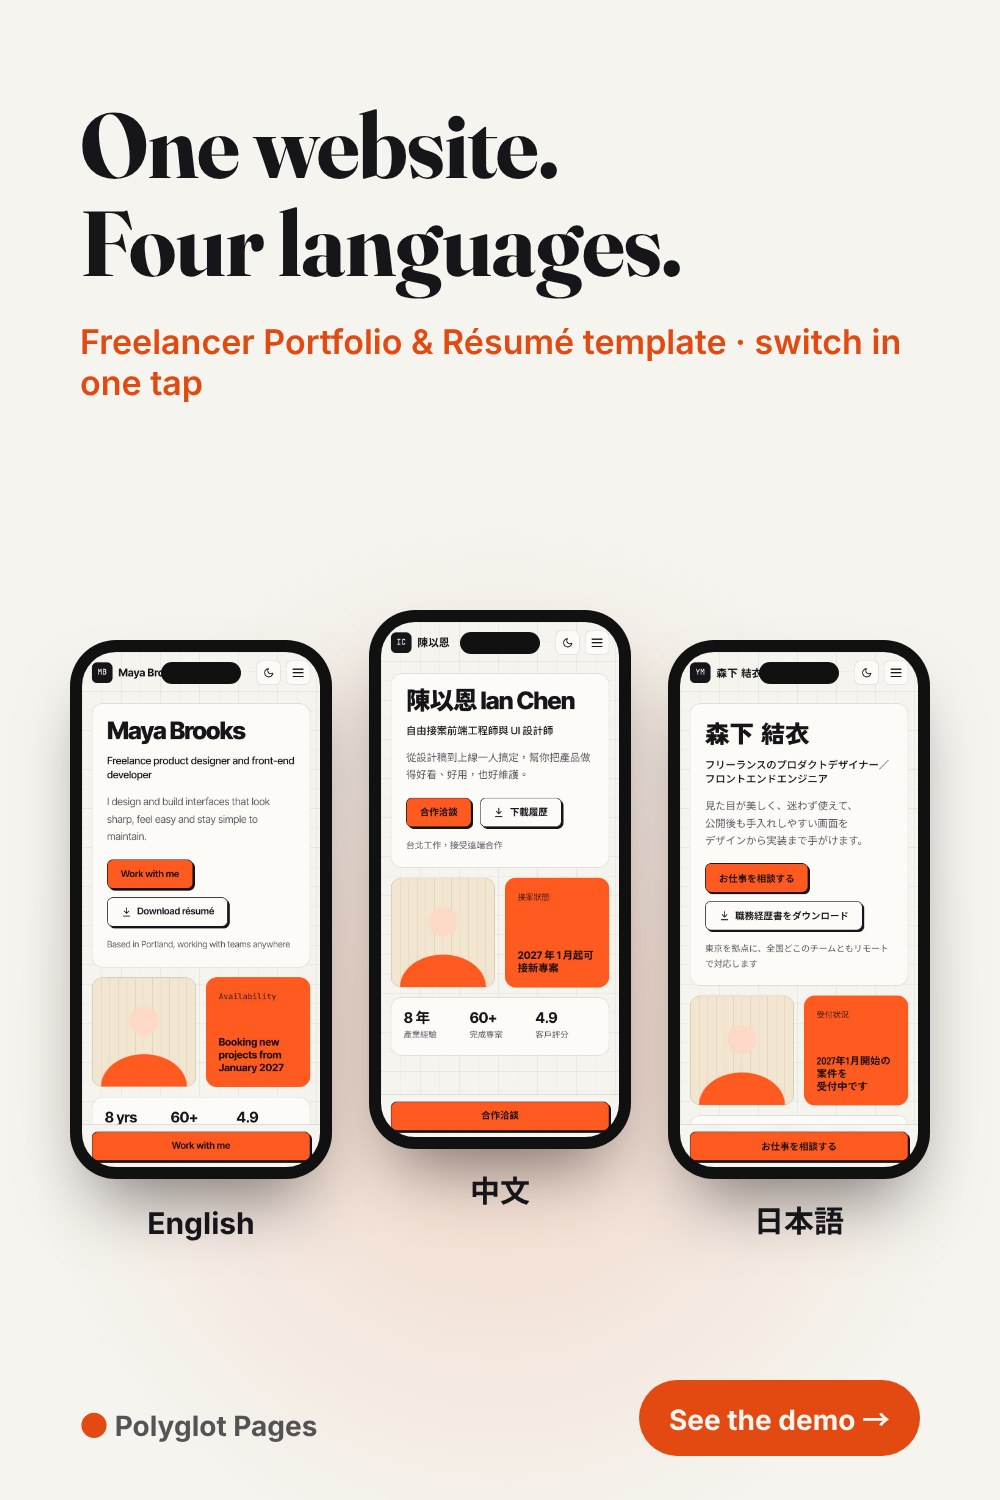 One website.
Four languages.
Freelancer Portfolio & Résumé template · switch in
one tap
MB
Maya Brooks
Freelance product designer and front-end
developer
I design and build interfaces that look
sharp, feel easy and stay simple to
maintain.
Work with me
Download résumé
Based in Portland, working with teams anywhere
Availability
Booking new
projects from
January 2027
8 yrs 60+ 4.9
Work with me
English
IC 陳以恩
陳以恩 Ian Chen
自由接案前端工程師與 UI 設計師
從設計稿到上線一人搞定，幫你把產品做
得好看、好用，也好維護。
合作洽談 下載履歷
台北工作，接受遠端合作
接案狀態
2027 年 1 月起可
接新專案
8 年 60+ 4.9
產業經驗 完成專案 客戶評分
合作洽談
中文
YM 森下 結衣
森下 結衣
フリーランスのプロダクトデザイナー／
フロントエンドエンジニア
見た目が美しく、迷わず使えて、
公開後も手入れしやすい画面を
デザインから実装まで手がけます。
お仕事を相談する
職務経歴書をダウンロード
東京を拠点に、全国どこのチームともリモート
で対応します
受付状況
2027年1月開始の
案件を
受付中です
お仕事を相談する
日本語
Polyglot Pages
See the demo →